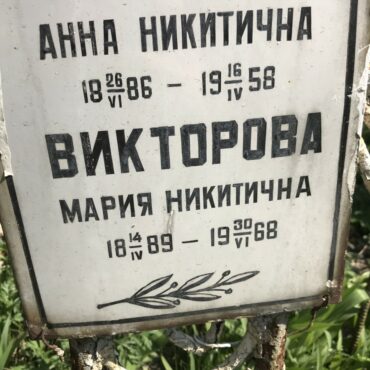 АННА НИКИТИЧНА
18 26/VI 86 – 19 16/IV 58
ВИКТОРОВА
МАРИЯ НИКИТИЧНА
18 14/IV 89 – 19 30/VI 68